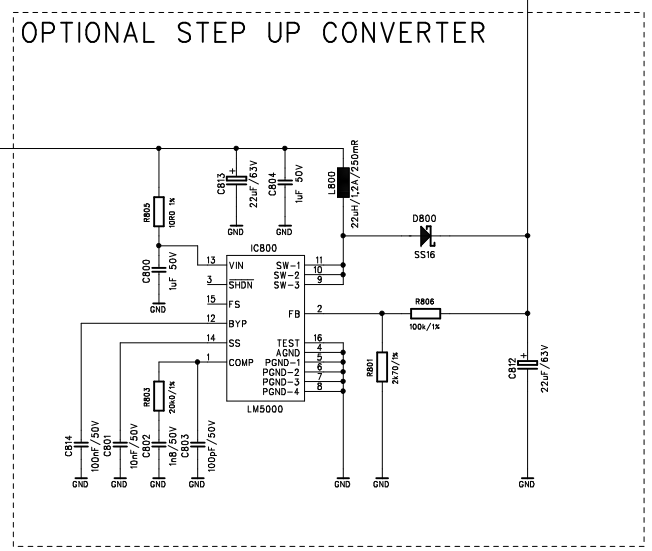 OPTIONAL STEP UP CONVERTER
C813
22uF/63V
C804
1uF 50V
L800
22uH/1,2A/250mR
R805
10R0 1%
GND
GND
D800
SS16
IC800
C800
1uF 50V
GND
13 VIN
3 SHDN
15 FS
12 BYP
14 SS
1 COMP
SW-1 11
SW-2 10
SW-3 9
FB 2
TEST 16
AGND 4
PGND-1 5
PGND-2 6
PGND-3 7
PGND-4 8
LM5000
R806
100k/1%
R801
2k70/1%
C812
22uF/63V
R803
20k0/1%
C814
100nF/50V
C801
10nF/50V
C802
1n8/50V
C803
100pF/50V
GND
GND
GND
GND
GND
GND
GND